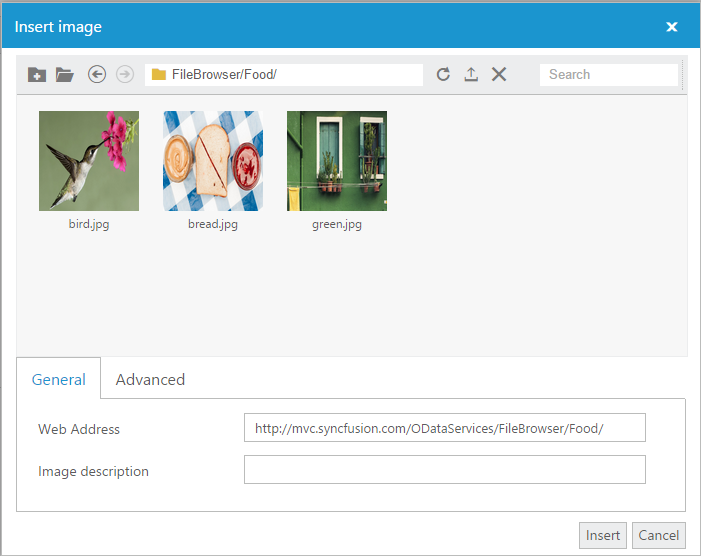 Insert image
FileBrowser/Food/
Search
bird.jpg
bread.jpg
green.jpg
General
Advanced
Web Address
http://mvc.syncfusion.com/ODataServices/FileBrowser/Food/
Image description
Insert
Cancel